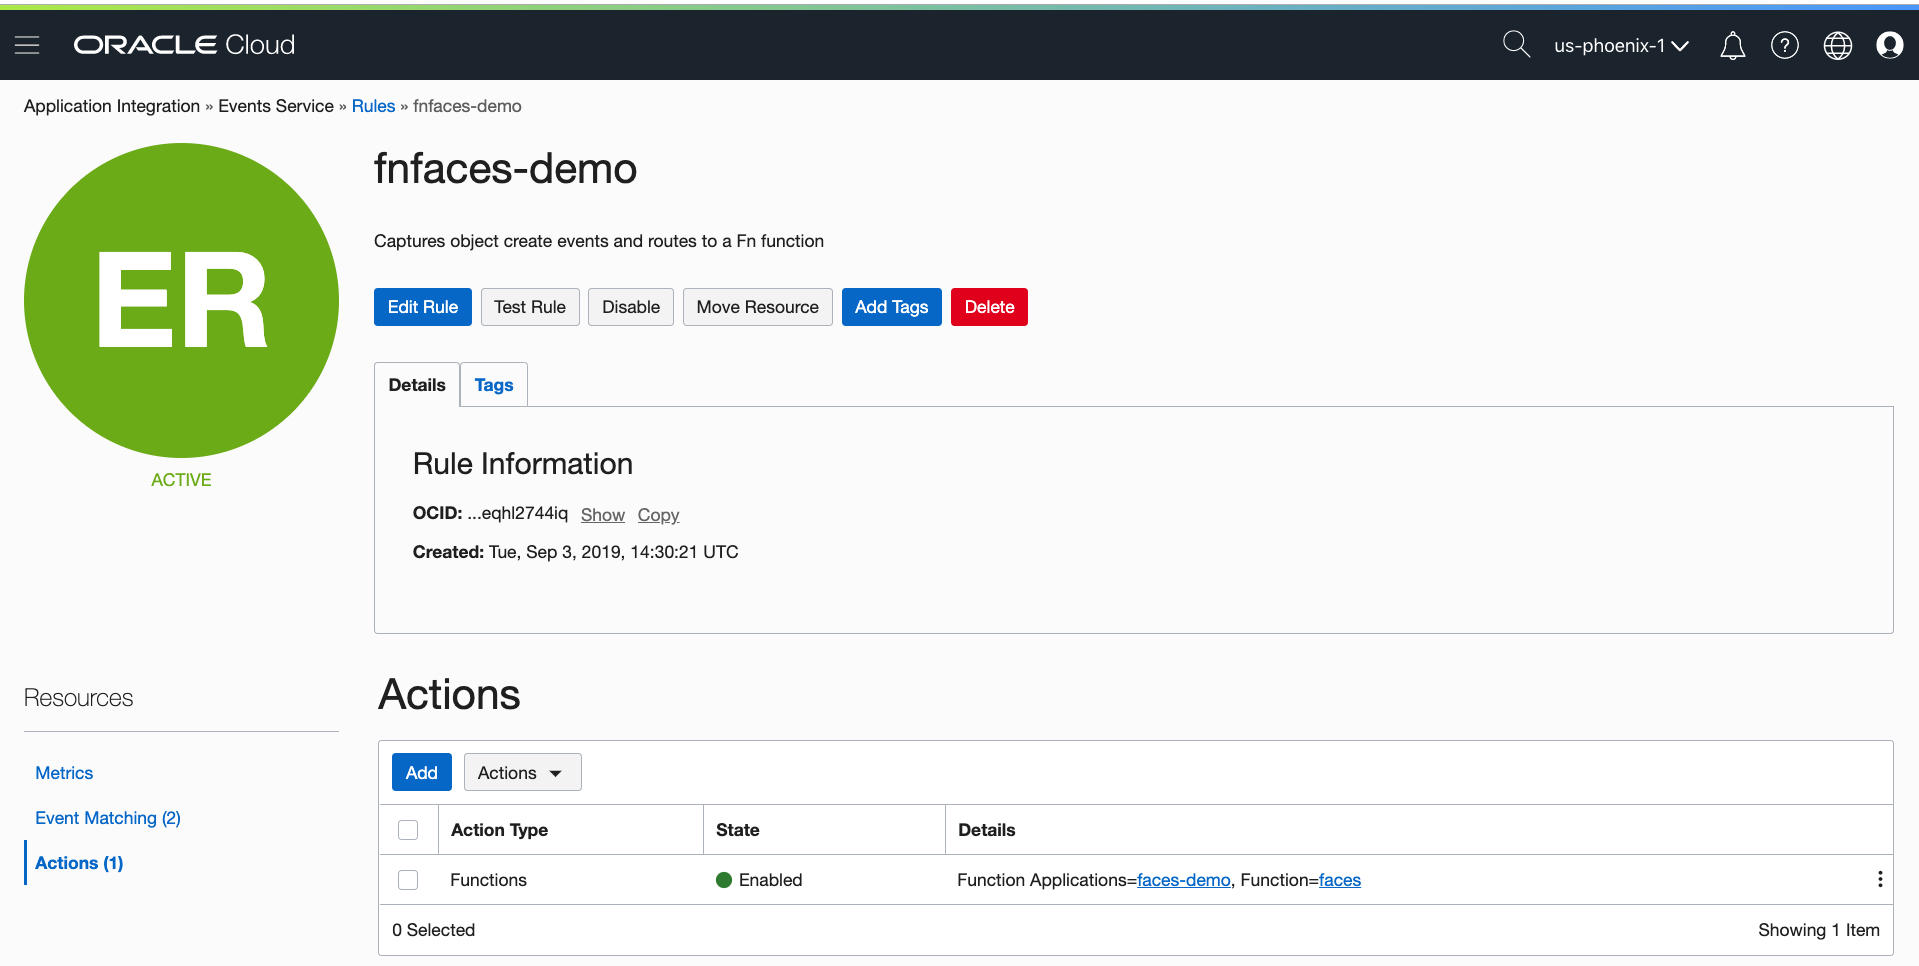 ORACLE Cloud
us-phoenix-1
Application Integration » Events Service » Rules » fnfaces-demo
ER
ACTIVE
fnfaces-demo
Captures object create events and routes to a Fn function
Edit Rule Test Rule Disable Move Resource Add Tags Delete
Details Tags
Rule Information
OCID: ...eqhl2744iq Show Copy
Created: Tue, Sep 3, 2019, 14:30:21 UTC
Resources
Metrics
Event Matching (2)
Actions (1)
Actions
Add Actions
Action Type State Details
Functions Enabled Function Applications=faces-demo, Function=faces
0 Selected Showing 1 Item